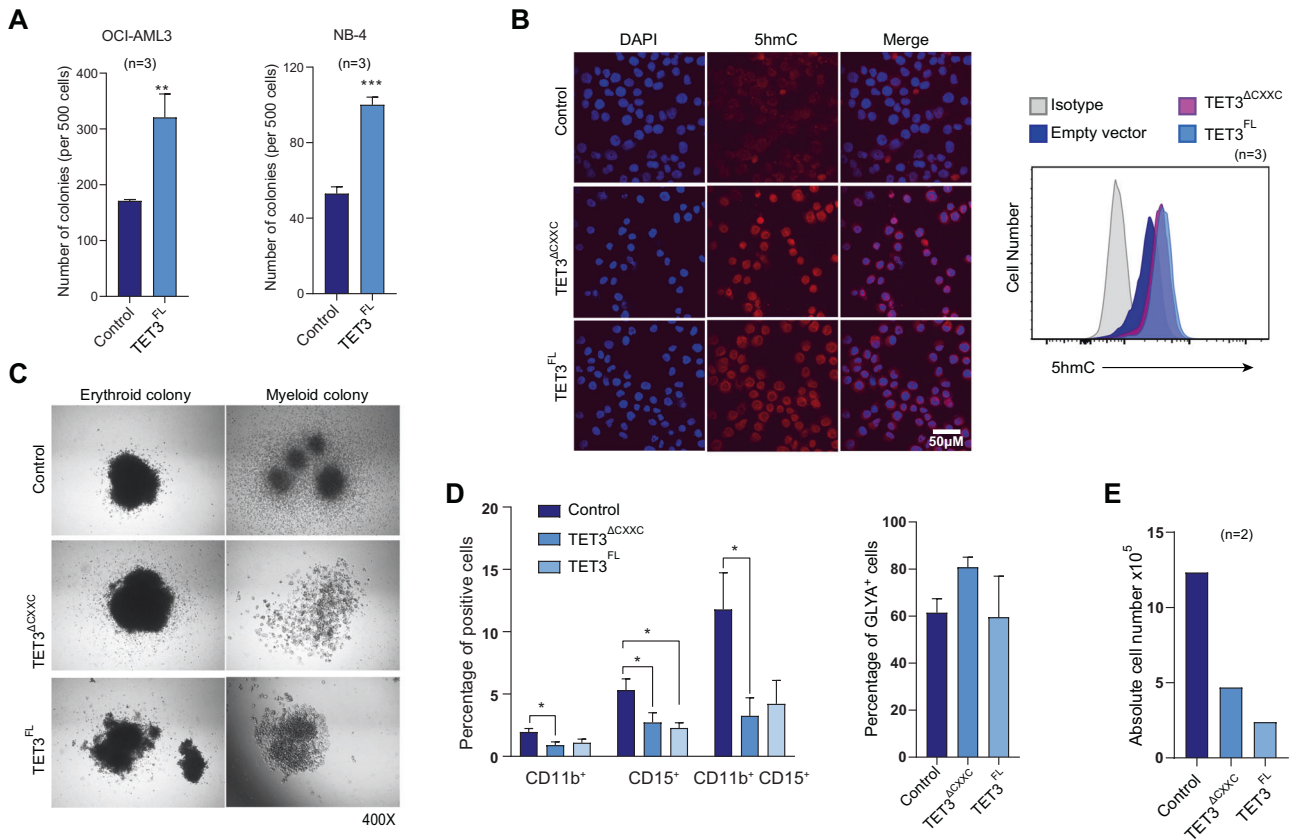 A
OCI-AML3
(n=3)
Number of colonies (per 500 cells)
400
300
200
100
0
**
Control
TET3FL
NB-4
(n=3)
Number of colonies (per 500 cells)
120
80
40
0
***
Control
TET3FL
B
DAPI 5hmC Merge
Control
TET3ΔCXXC
TET3FL
50μM
Isotype
Empty vector
TET3ΔCXXC
TET3FL
(n=3)
Cell Number
5hmC
C
Erythroid colony Myeloid colony
Control
TET3ΔCXXC
TET3FL
400X
D
Control
TET3ΔCXXC
TET3FL
Percentage of positive cells
20
15
10
5
0
*
*
*
*
CD11b+ CD15+ CD11b+ CD15+
Percentage of GLYA+ cells
100
80
60
40
20
0
Control
TET3ΔCXXC
TET3FL
E
(n=2)
Absolute cell number x105
15
10
5
0
Control
TET3ΔCXXC
TET3FL